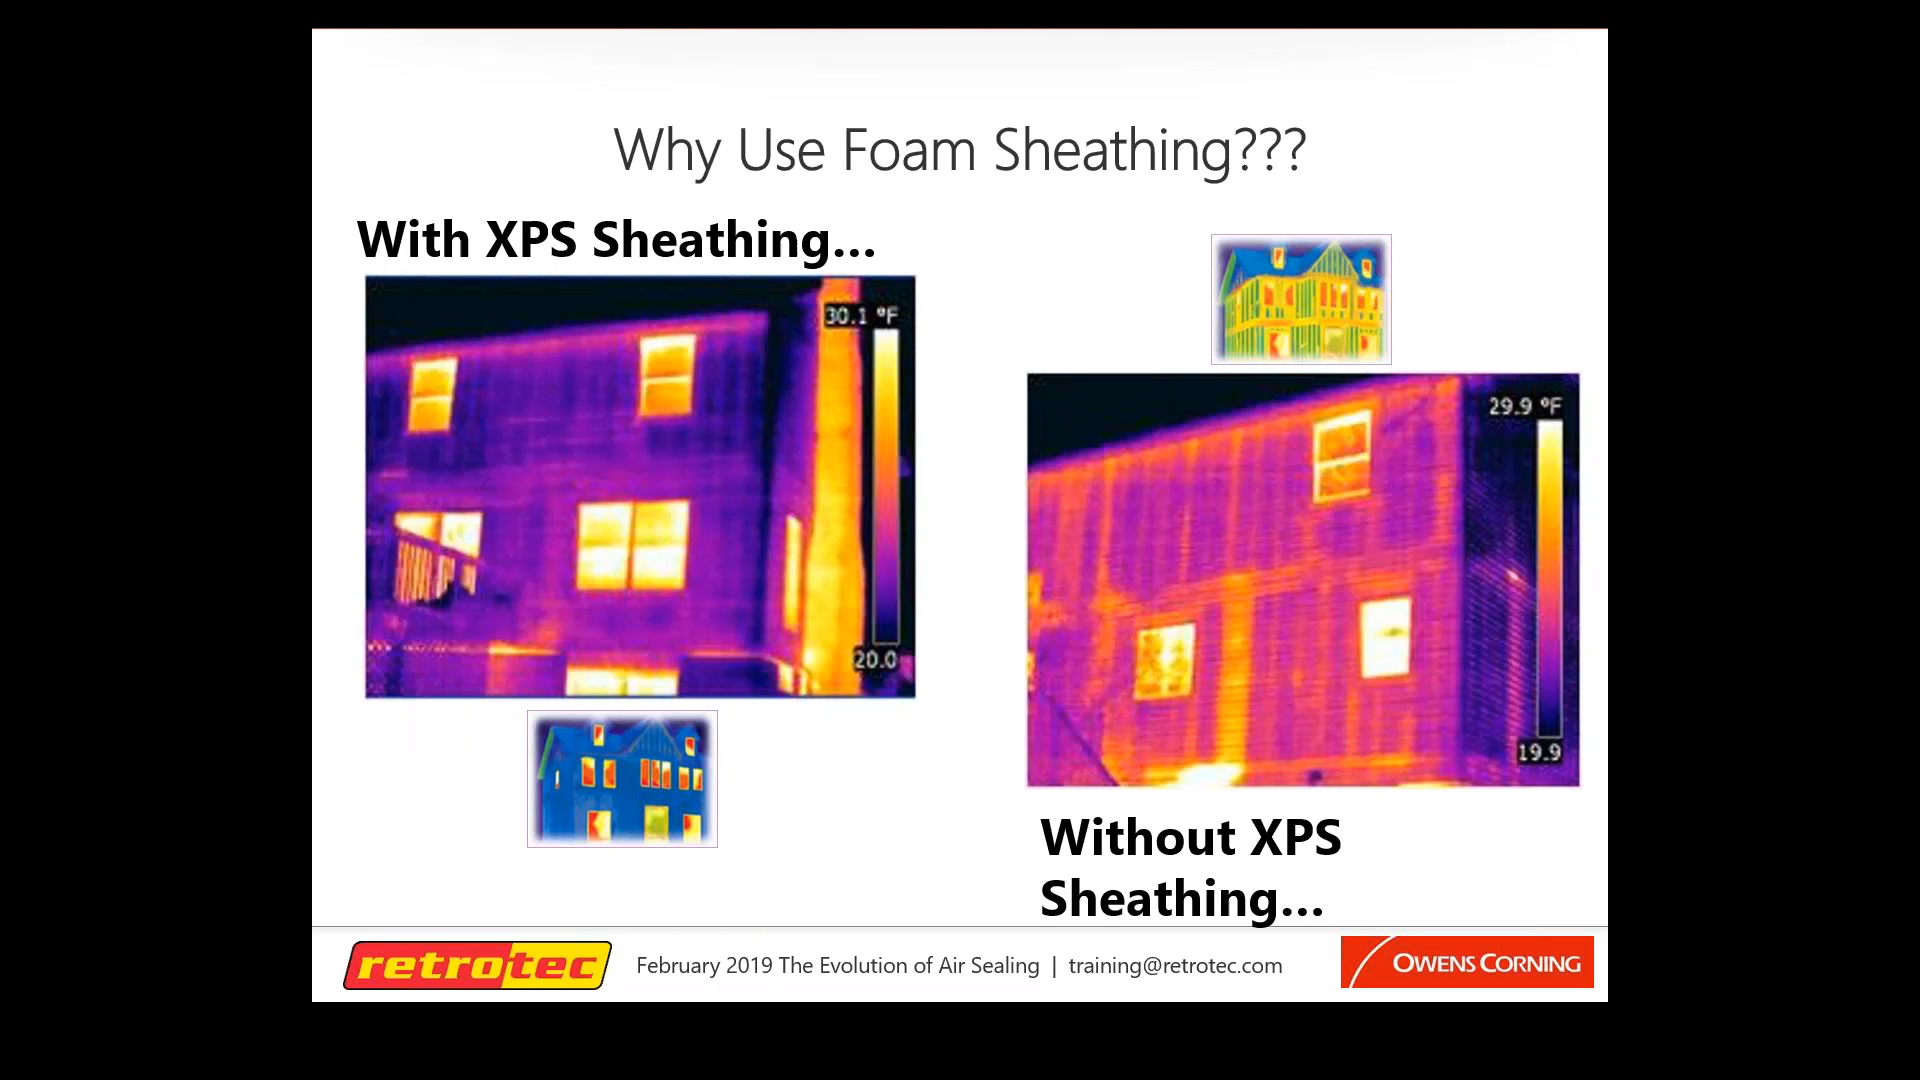 Why Use Foam Sheathing???
With XPS Sheathing...
30.1 °F
20.0
29.9 °F
19.9
Without XPS
Sheathing...
retrotec
February 2019 The Evolution of Air Sealing | training@retrotec.com
OWENS CORNING